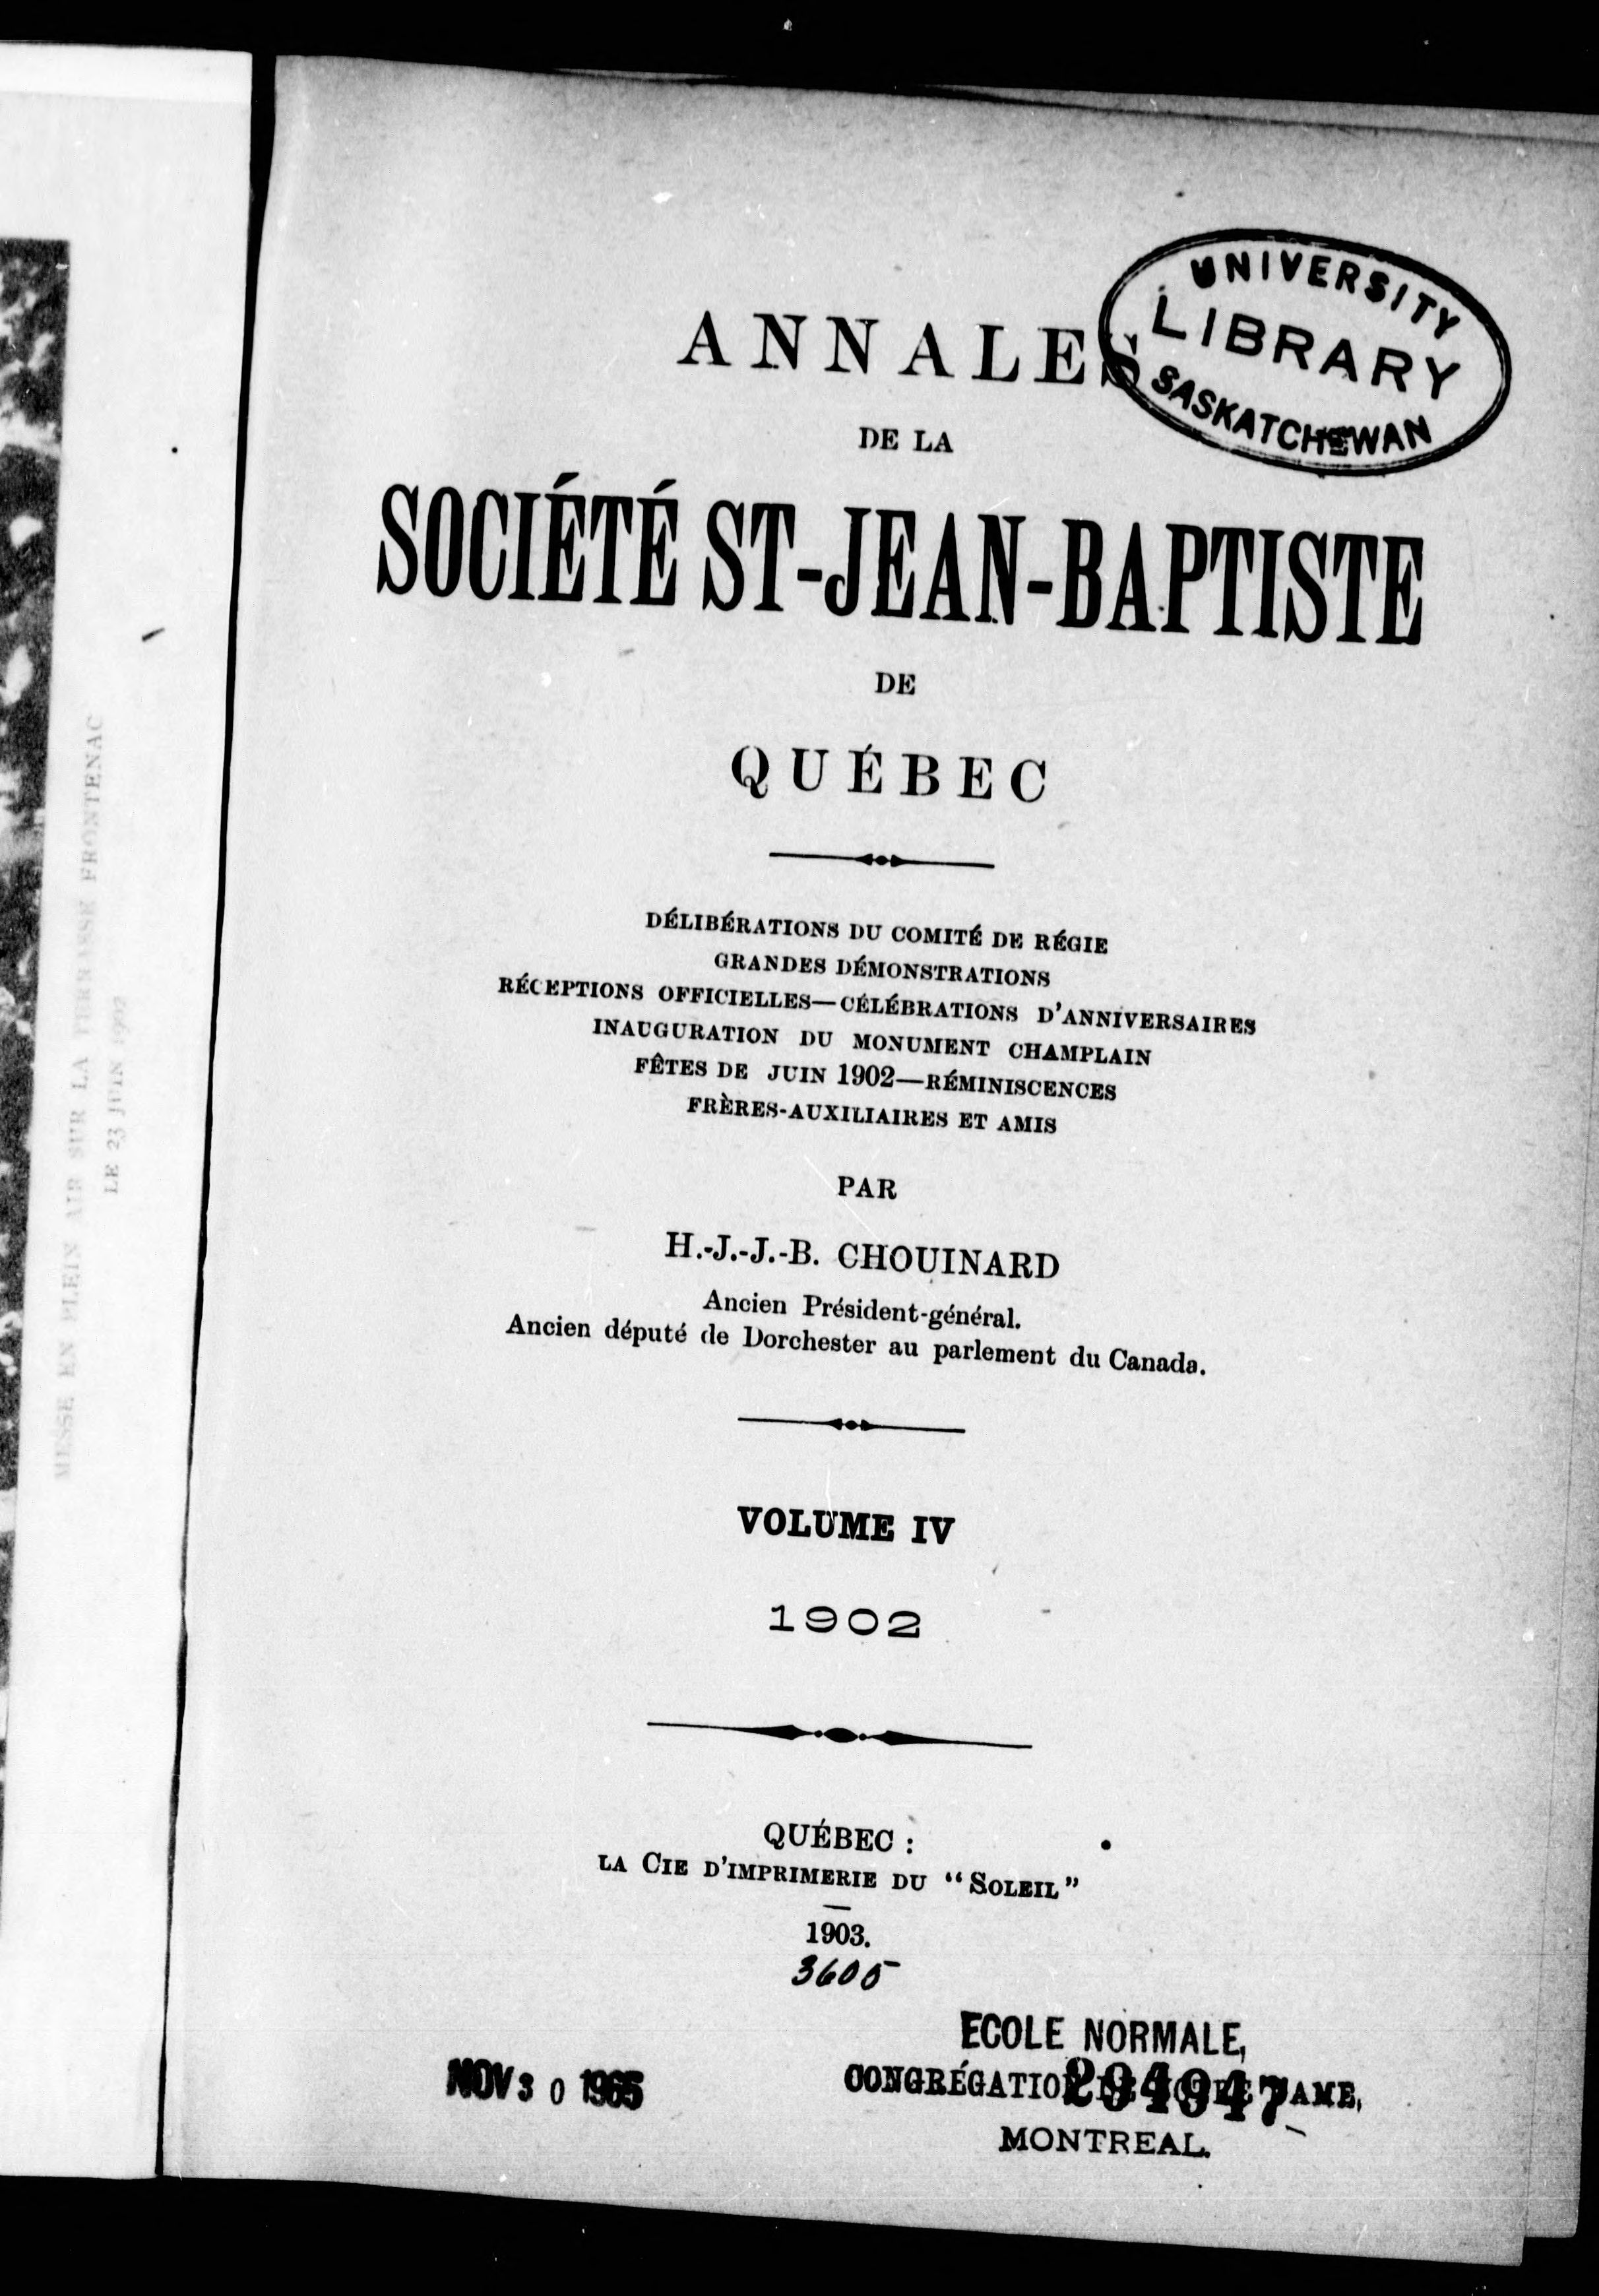 MESSE EN PLEIN AIR SUR LA TERRASSE FRONTENAC
LE 23 JUIN 1902
UNIVERSITY
LIBRARY
SASKATCHEWAN
ANNALES
DE LA
SOCIÉTÉ ST-JEAN-BAPTISTE
DE
QUÉBEC
DÉLIBÉRATIONS DU COMITÉ DE RÉGIE
GRANDES DÉMONSTRATIONS
RÉCEPTIONS OFFICIELLES—CÉLÉBRATIONS D'ANNIVERSAIRES
INAUGURATION DU MONUMENT CHAMPLAIN
FÊTES DE JUIN 1902—RÉMINISCENCES
FRÈRES-AUXILIAIRES ET AMIS
PAR
H.-J.-J.-B. CHOUINARD
Ancien Président-général.
Ancien député de Dorchester au parlement du Canada.
VOLUME IV
1902
QUÉBEC :
LA CIE D'IMPRIMERIE DU "SOLEIL"
1903.
3605
ECOLE NORMALE,
NOV 30 1965
CONGRÉGATION DAME,
294947
MONTREAL.